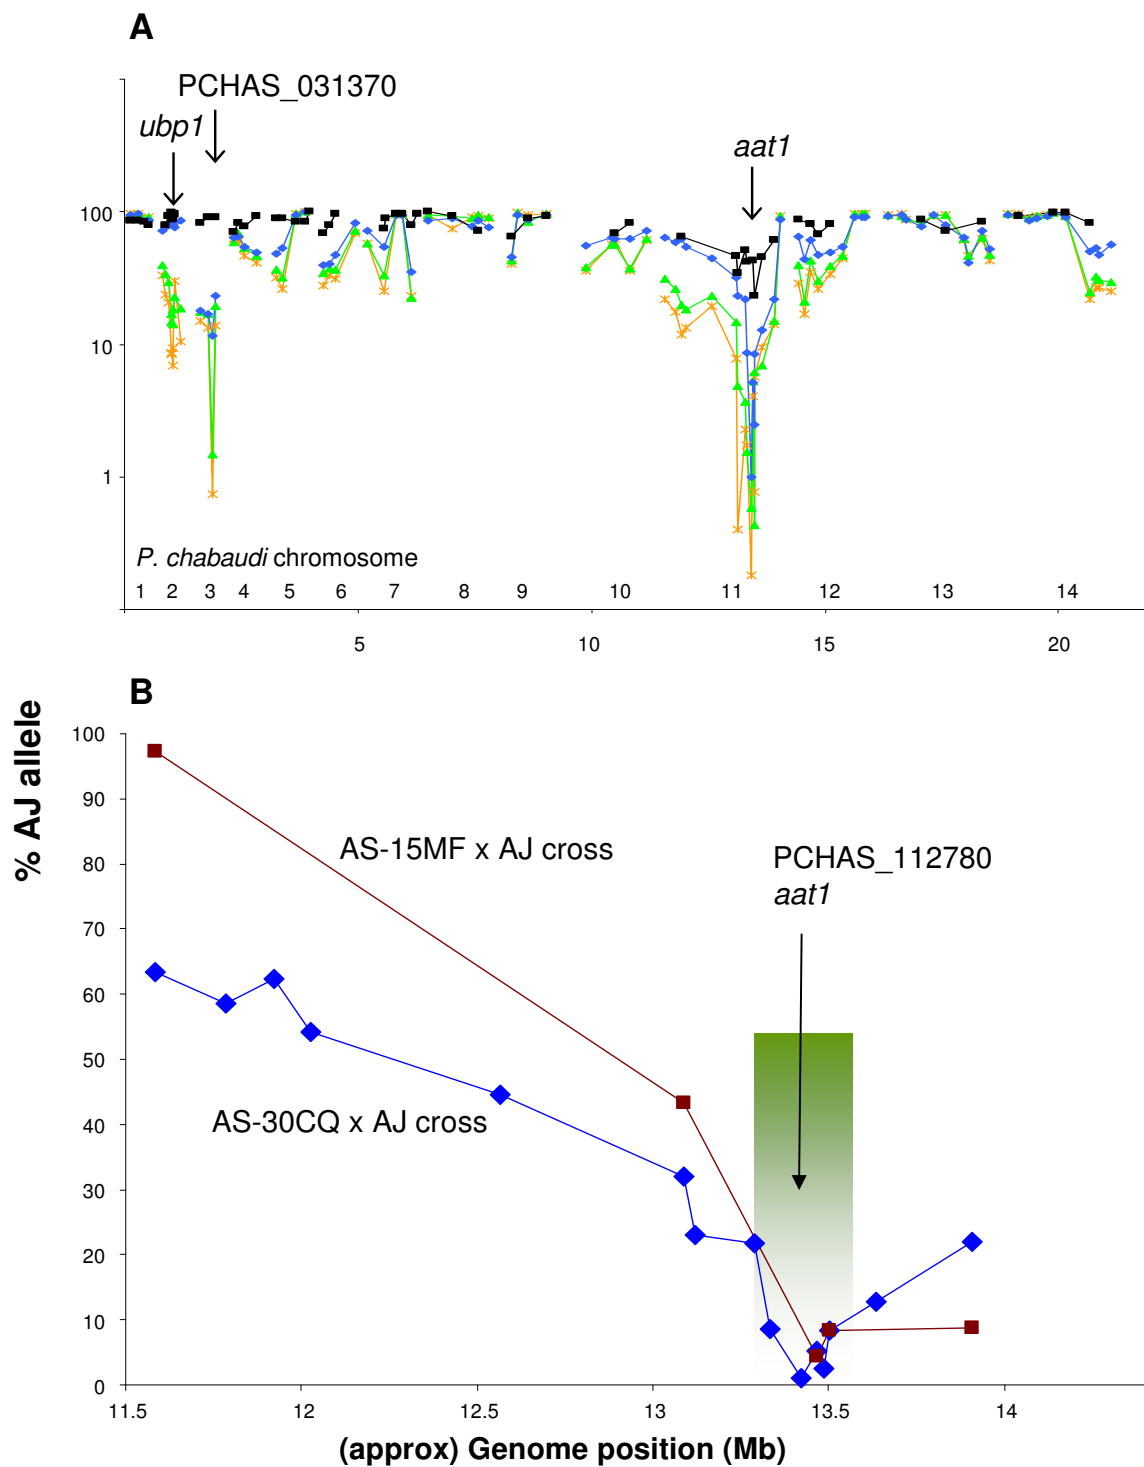 A
PCHAS_031370
ubp1
aat1
100
10
1
P. chabaudi chromosome
1 2 3 4 5 6 7 8 9 10 11 12 13 14
5 10 15 20
B
% AJ allele
100
90
80
70
60
50
40
30
20
10
0
AS-15MF x AJ cross
PCHAS_112780
aat1
AS-30CQ x AJ cross
11.5 12 12.5 13 13.5 14
(approx) Genome position (Mb)